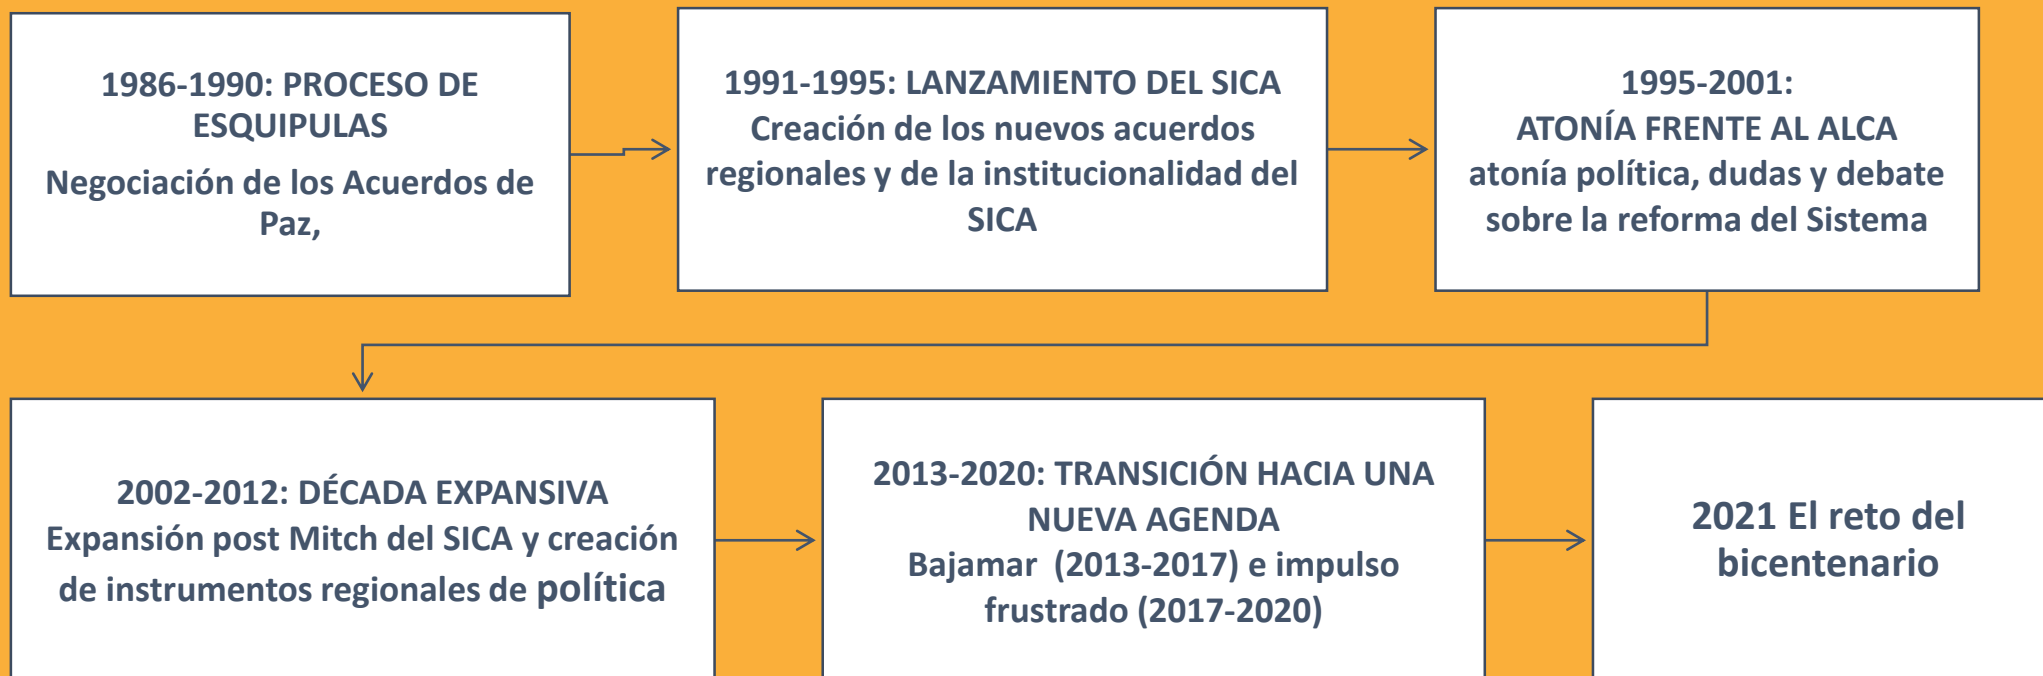 1986-1990: PROCESO DE
ESQUIPULAS
Negociación de los Acuerdos de
Paz,
1991-1995: LANZAMIENTO DEL SICA
Creación de los nuevos acuerdos
regionales y de la institucionalidad del
SICA
1995-2001:
ATONÍA FRENTE AL ALCA
atonía política, dudas y debate
sobre la reforma del Sistema
2002-2012: DÉCADA EXPANSIVA
Expansión post Mitch del SICA y creación
de instrumentos regionales de política
2013-2020: TRANSICIÓN HACIA UNA
NUEVA AGENDA
Bajamar (2013-2017) e impulso
frustrado (2017-2020)
2021 El reto del
bicentenario